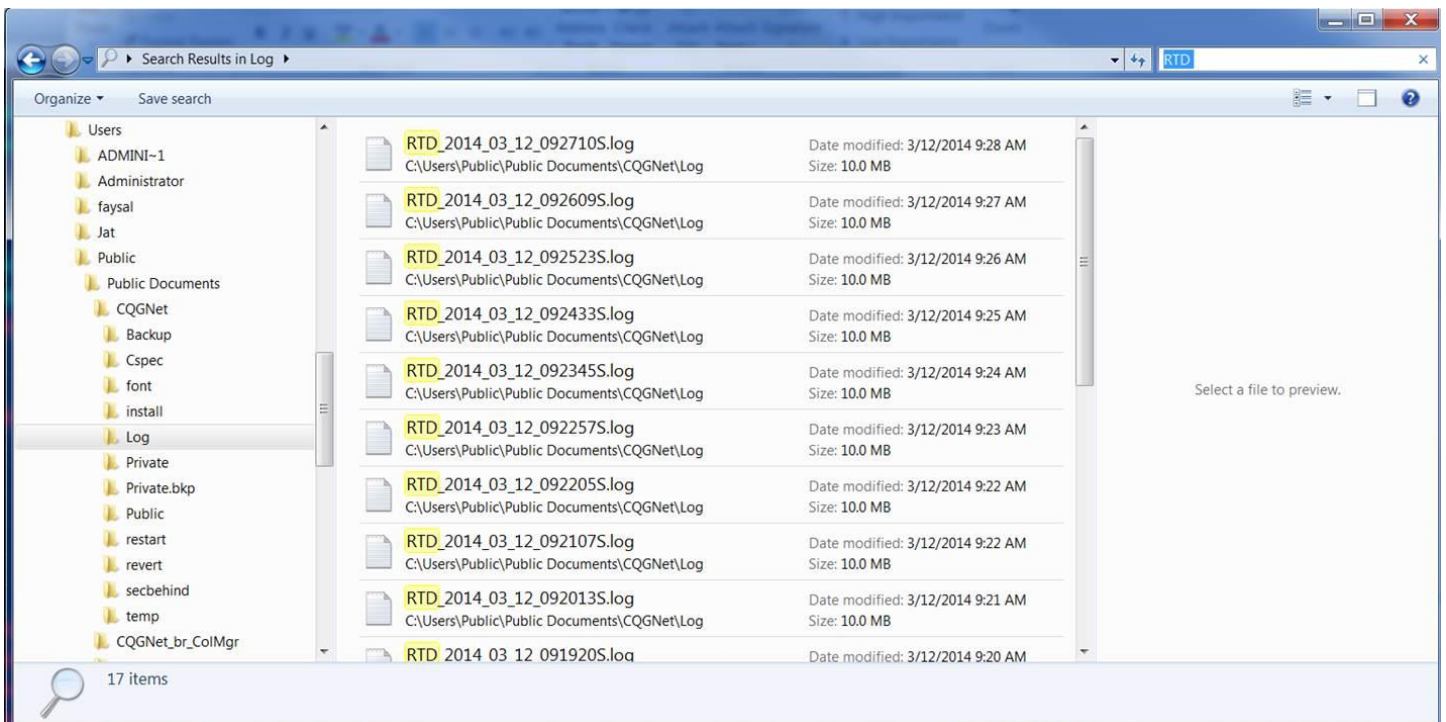 Search Results in Log
RTD
Organize
Save search
Users
ADMINI~1
Administrator
faysal
Jat
Public
Public Documents
CQGNet
Backup
Cspec
font
install
Log
Private
Private.bkp
Public
restart
revert
secbehind
temp
CQGNet_br_ColMgr
RTD_2014_03_12_092710S.log Date modified: 3/12/2014 9:28 AM
C:\Users\Public\Public Documents\CQGNet\Log Size: 10.0 MB
RTD_2014_03_12_092609S.log Date modified: 3/12/2014 9:27 AM
C:\Users\Public\Public Documents\CQGNet\Log Size: 10.0 MB
RTD_2014_03_12_092523S.log Date modified: 3/12/2014 9:26 AM
C:\Users\Public\Public Documents\CQGNet\Log Size: 10.0 MB
RTD_2014_03_12_092433S.log Date modified: 3/12/2014 9:25 AM
C:\Users\Public\Public Documents\CQGNet\Log Size: 10.0 MB
RTD_2014_03_12_092345S.log Date modified: 3/12/2014 9:24 AM
C:\Users\Public\Public Documents\CQGNet\Log Size: 10.0 MB
RTD_2014_03_12_092257S.log Date modified: 3/12/2014 9:23 AM
C:\Users\Public\Public Documents\CQGNet\Log Size: 10.0 MB
RTD_2014_03_12_092205S.log Date modified: 3/12/2014 9:22 AM
C:\Users\Public\Public Documents\CQGNet\Log Size: 10.0 MB
RTD_2014_03_12_092107S.log Date modified: 3/12/2014 9:22 AM
C:\Users\Public\Public Documents\CQGNet\Log Size: 10.0 MB
RTD_2014_03_12_092013S.log Date modified: 3/12/2014 9:21 AM
C:\Users\Public\Public Documents\CQGNet\Log Size: 10.0 MB
RTD_2014_03_12_091920S.log Date modified: 3/12/2014 9:20 AM
Select a file to preview.
17 items